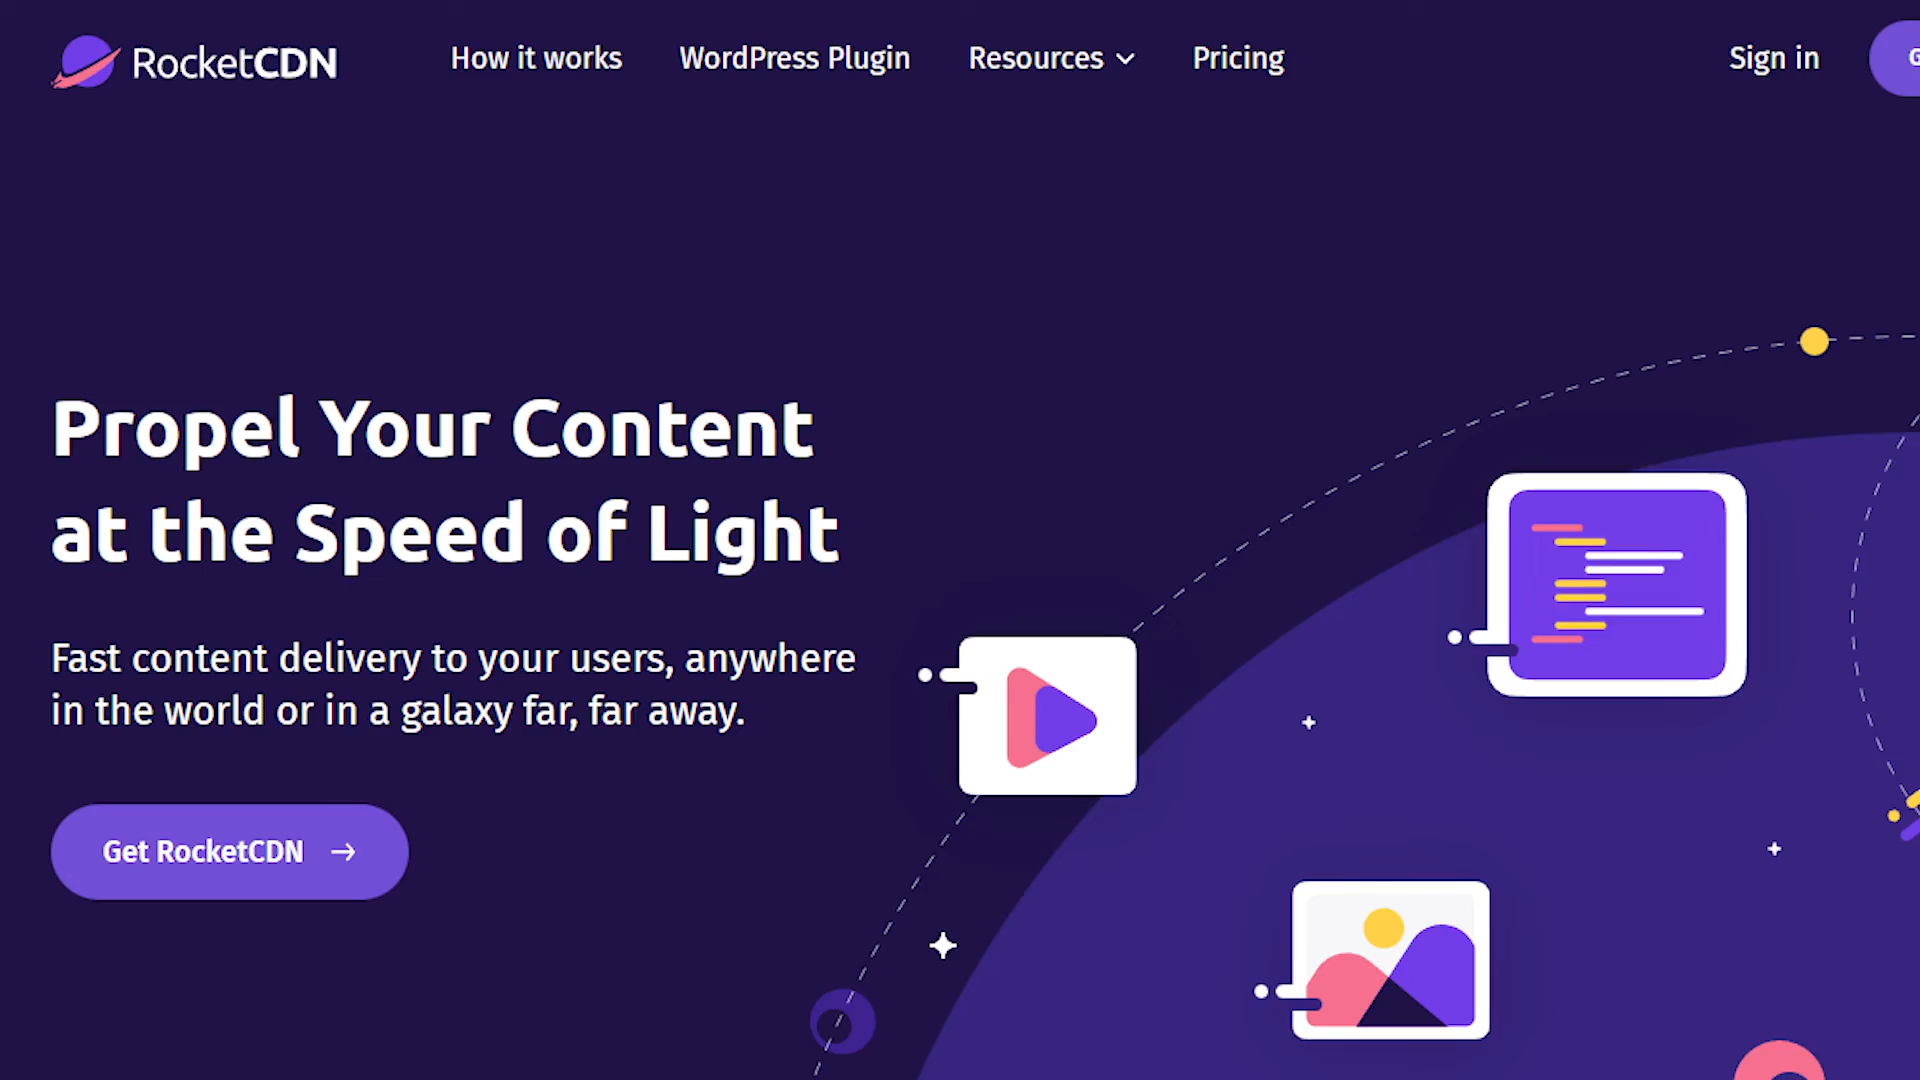 RocketCDN
How it works
WordPress Plugin
Resources
Pricing
Sign in
Propel Your Content
at the Speed of Light
Fast content delivery to your users, anywhere
in the world or in a galaxy far, far away.
Get RocketCDN →